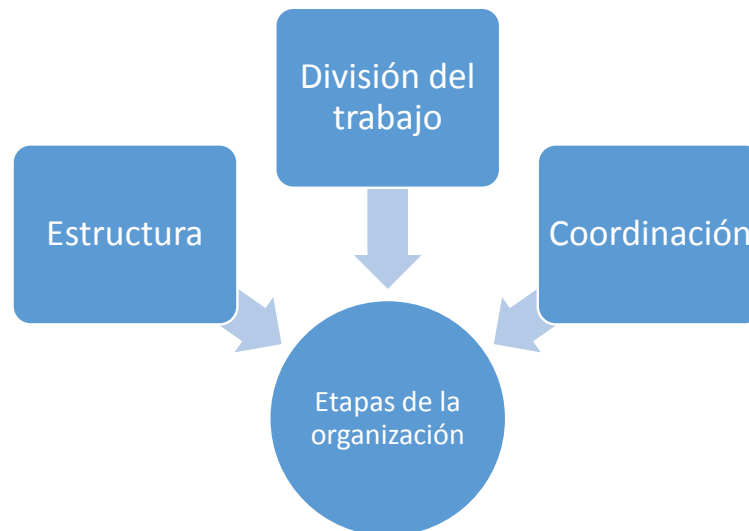 División del
trabajo
Estructura
Coordinación
Etapas de la
organización